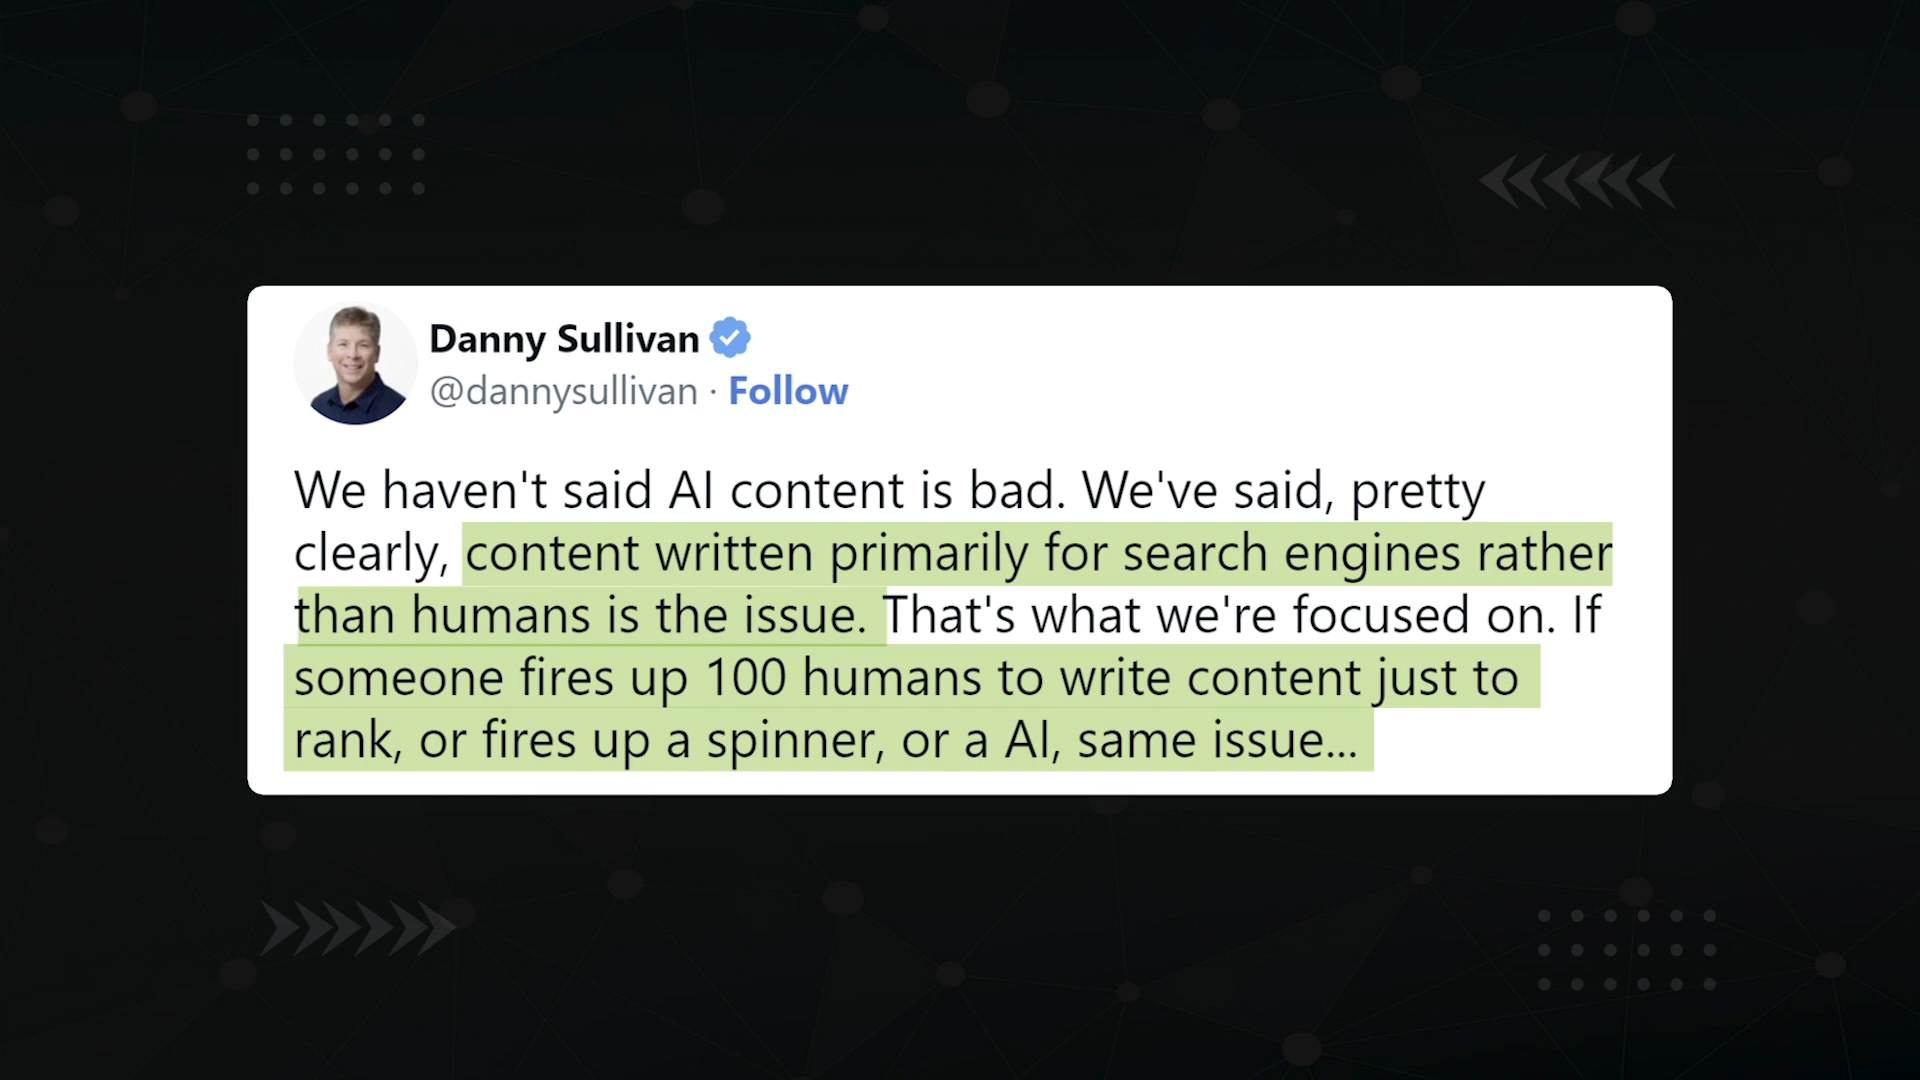 Danny Sullivan
@dannysullivan · Follow
We haven't said AI content is bad. We've said, pretty
clearly, content written primarily for search engines rather
than humans is the issue. That's what we're focused on. If
someone fires up 100 humans to write content just to
rank, or fires up a spinner, or a AI, same issue...